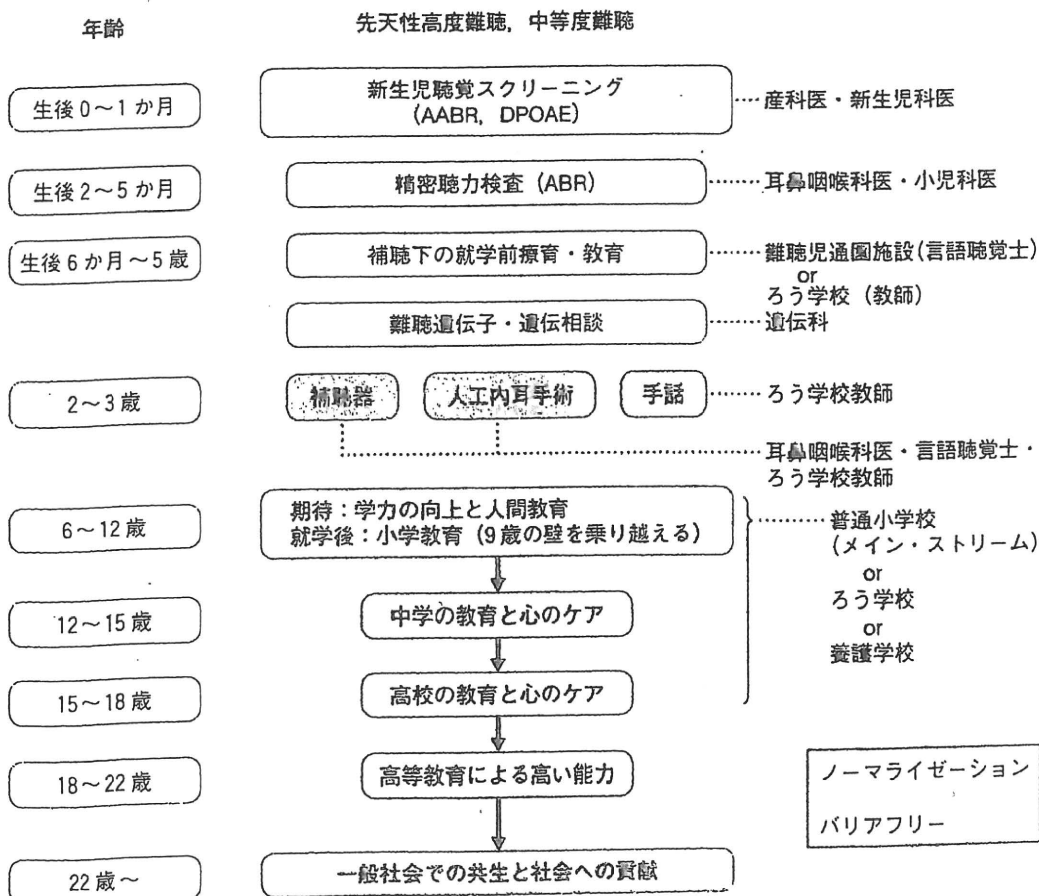 年齢
先天性高度難聴，中等度難聴
生後0～1か月
新生児聴覚スクリーニング
(AABR, DPOAE)
産科医・新生児科医
生後2～5か月
精密聴力検査（ABR）
耳鼻咽喉科医・小児科医
生後6か月～5歳
補聴下の就学前療育・教育
難聴児通園施設（言語聴覚士）
or
ろう学校（教師）
難聴遺伝子・遺伝相談
遺伝科
2～3歳
補聴器
人工内耳手術
手話
ろう学校教師
耳鼻咽喉科医・言語聴覚士・
ろう学校教師
6～12歳
期待：学力の向上と人間教育
就学後：小学教育（9歳の壁を乗り越える）
普通小学校
（メイン・ストリーム）
or
ろう学校
or
養護学校
12～15歳
中学の教育と心のケア
15～18歳
高校の教育と心のケア
18～22歳
高等教育による高い能力
ノーマライゼーション
バリアフリー
22歳～
一般社会での共生と社会への貢献